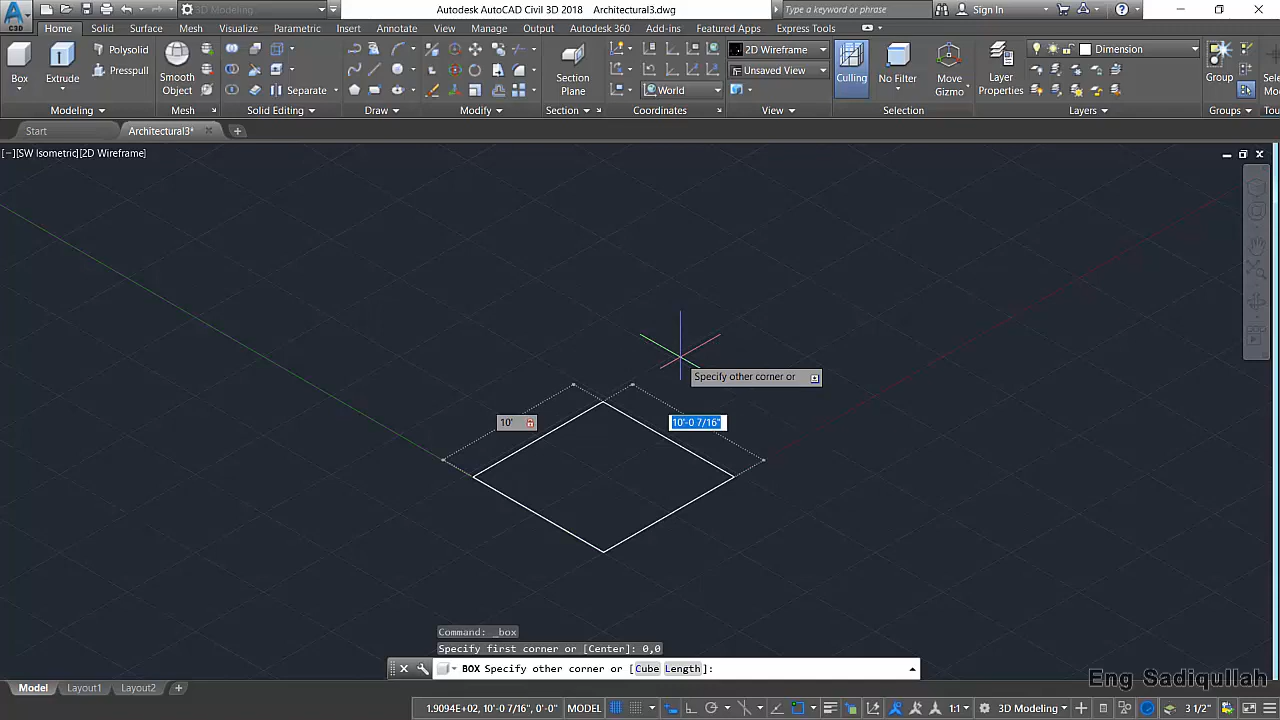 C3D
3D Modeling
Autodesk AutoCAD Civil 3D 2018 Architectural3.dwg
Type a keyword or phrase
Sign In
Home Solid Surface Mesh Visualize Parametric Insert Annotate View Manage Output Autodesk 360 Add-ins Featured Apps Express Tools
Polysolid
Presspull
Box
Extrude
Smooth Object
Separate
Section Plane
World
2D Wireframe
Unsaved View
Culling
No Filter
Move Gizmo
Layer Properties
Dimension
Group
Modeling
Mesh
Solid Editing
Draw
Modify
Section
Coordinates
View
Selection
Layers
Groups
Start
Architectural3*
[−][SW Isometric][2D Wireframe]
Specify other corner or
10'
10'-0 7/16"
Command: _box
Specify first corner or [Center]: 0,0
BOX Specify other corner or [Cube Length]:
Eng Sadiqullah
Model Layout1 Layout2
1.9094E+02, 10'-0 7/16", 0'-0" MODEL
1:1
3D Modeling
3 1/2"